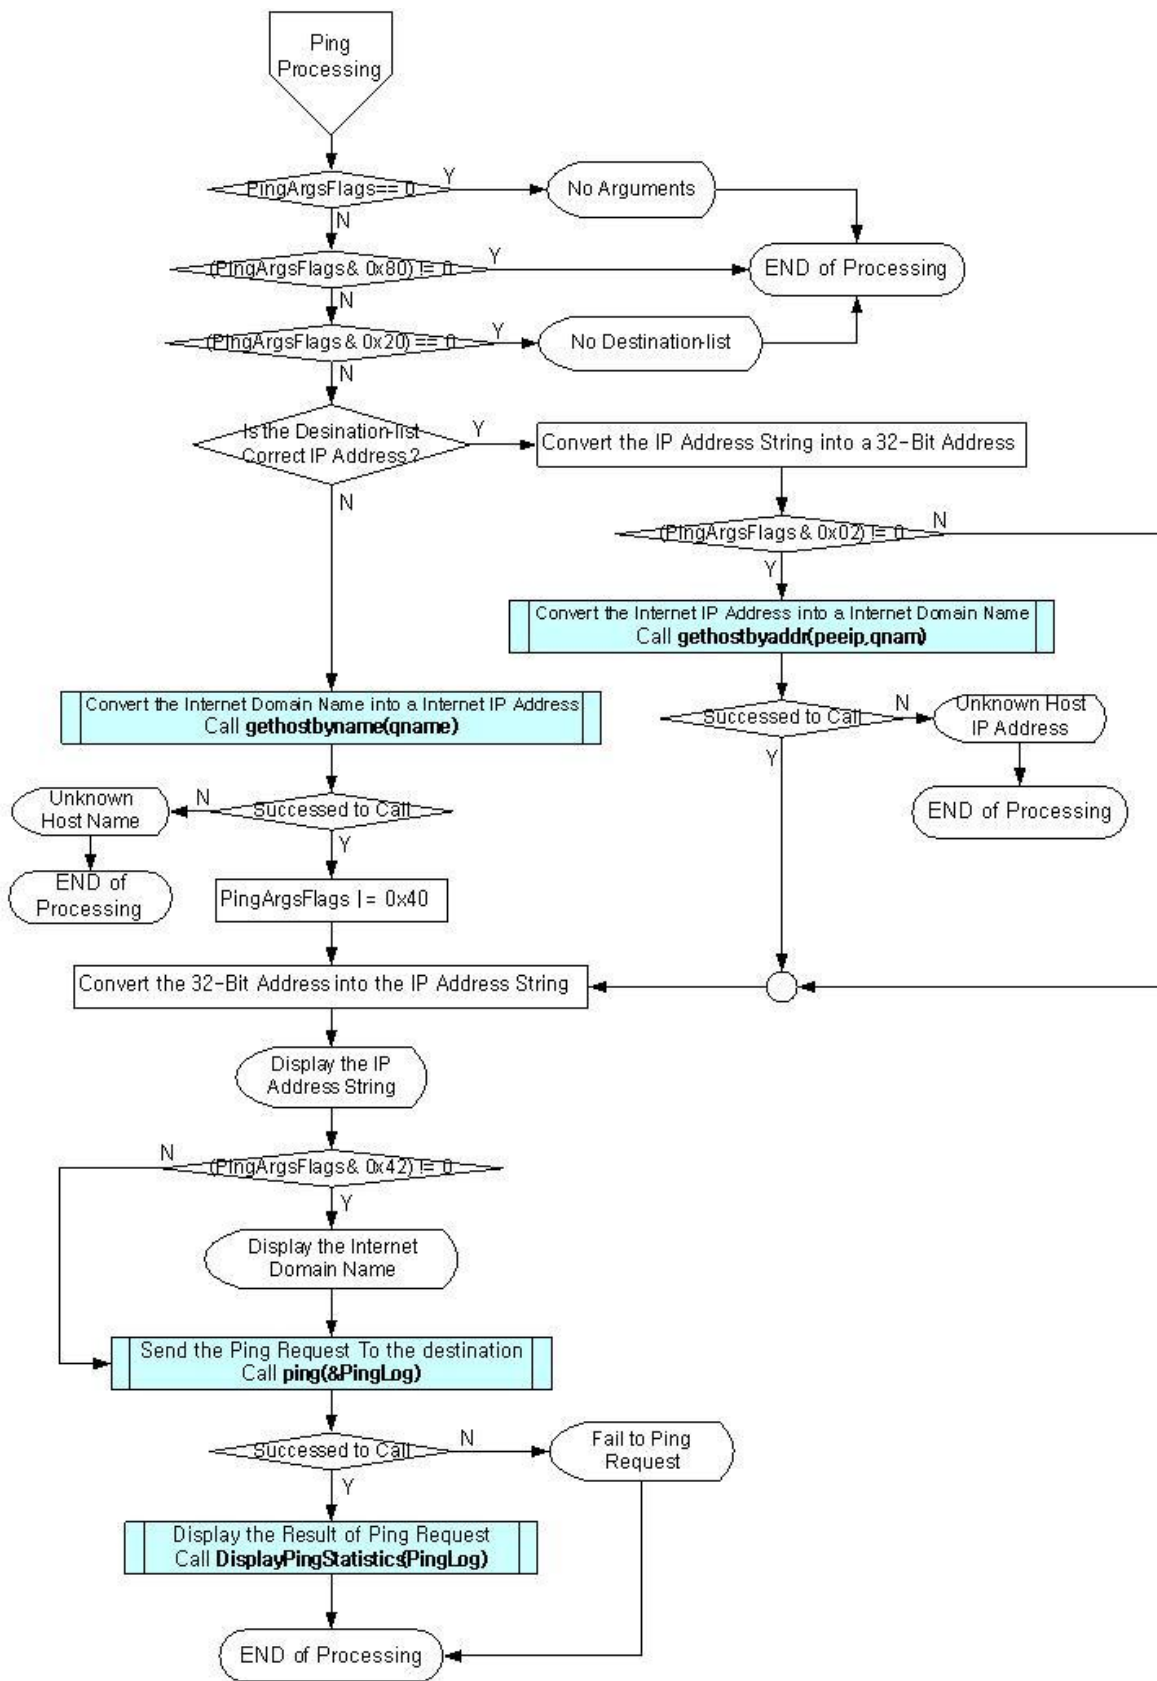 Ping
Processing
PingArgsFlags== 0
Y
No Arguments
N
(PingArgsFlags & 0x80) != 0
Y
END of Processing
N
(PingArgsFlags & 0x20) == 0
Y
No Destination-list
N
Is the Desination-list
Correct IP Address?
Y
Convert the IP Address String into a 32-Bit Address
N
(PingArgsFlags & 0x02) != 0
N
Y
Convert the Internet IP Address into a Internet Domain Name
Call gethostbyaddr(peeip,qnam)
Convert the Internet Domain Name into a Internet IP Address
Call gethostbyname(qname)
Successed to Call
N
Unknown Host
IP Address
Y
END of Processing
Unknown
Host Name
N
Successed to Call
Y
END of
Processing
PingArgsFlags |= 0x40
Convert the 32-Bit Address into the IP Address String
Display the IP
Address String
N
(PingArgsFlags & 0x42) != 0
Y
Display the Internet
Domain Name
Send the Ping Request To the destination
Call ping(&PingLog)
Successed to Call
N
Fail to Ping
Request
Y
Display the Result of Ping Request
Call DisplayPingStatistics(PingLog)
END of Processing